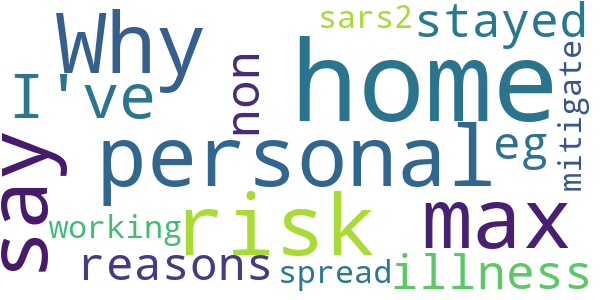 Why
sars2
stayed
I've
non
home
mitigate
say
personal
eg
working
risk
max
reasons
spread
illness